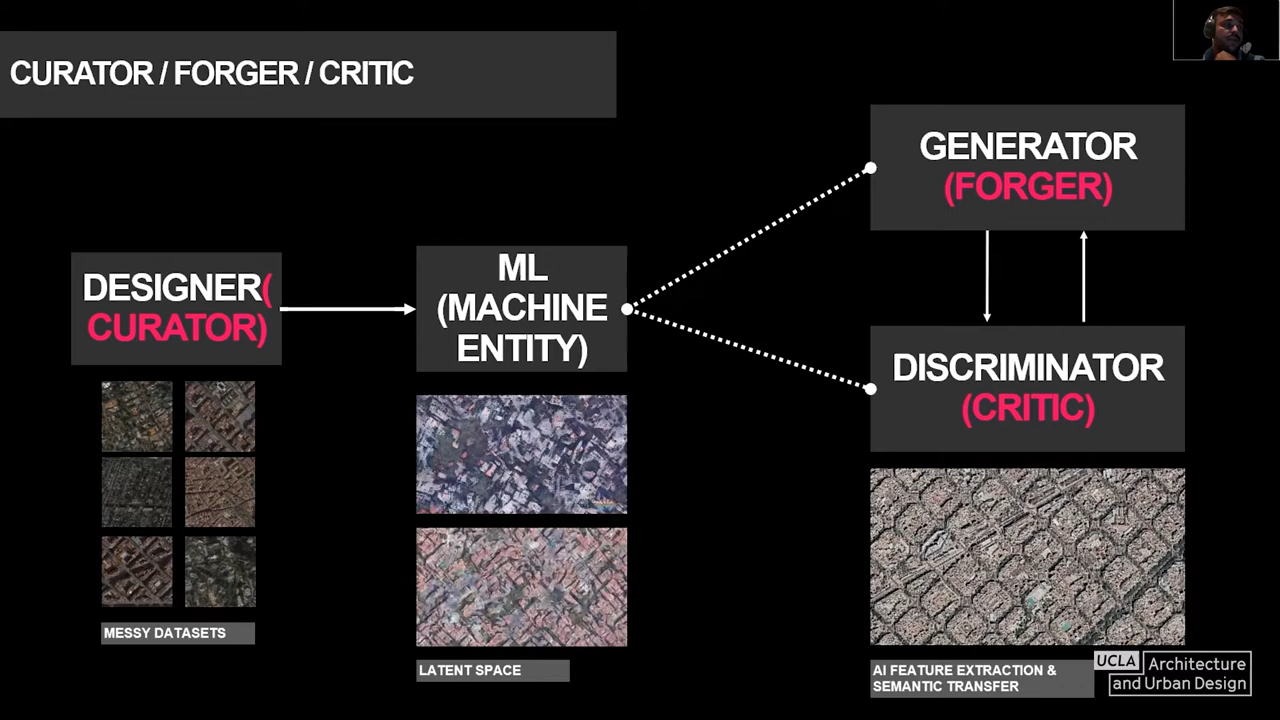 CURATOR / FORGER / CRITIC
GENERATOR
(FORGER)
DESIGNER(
CURATOR)
ML
(MACHINE
ENTITY)
DISCRIMINATOR
(CRITIC)
MESSY DATASETS
LATENT SPACE
AI FEATURE EXTRACTION &
SEMANTIC TRANSFER
UCLA Architecture
and Urban Design